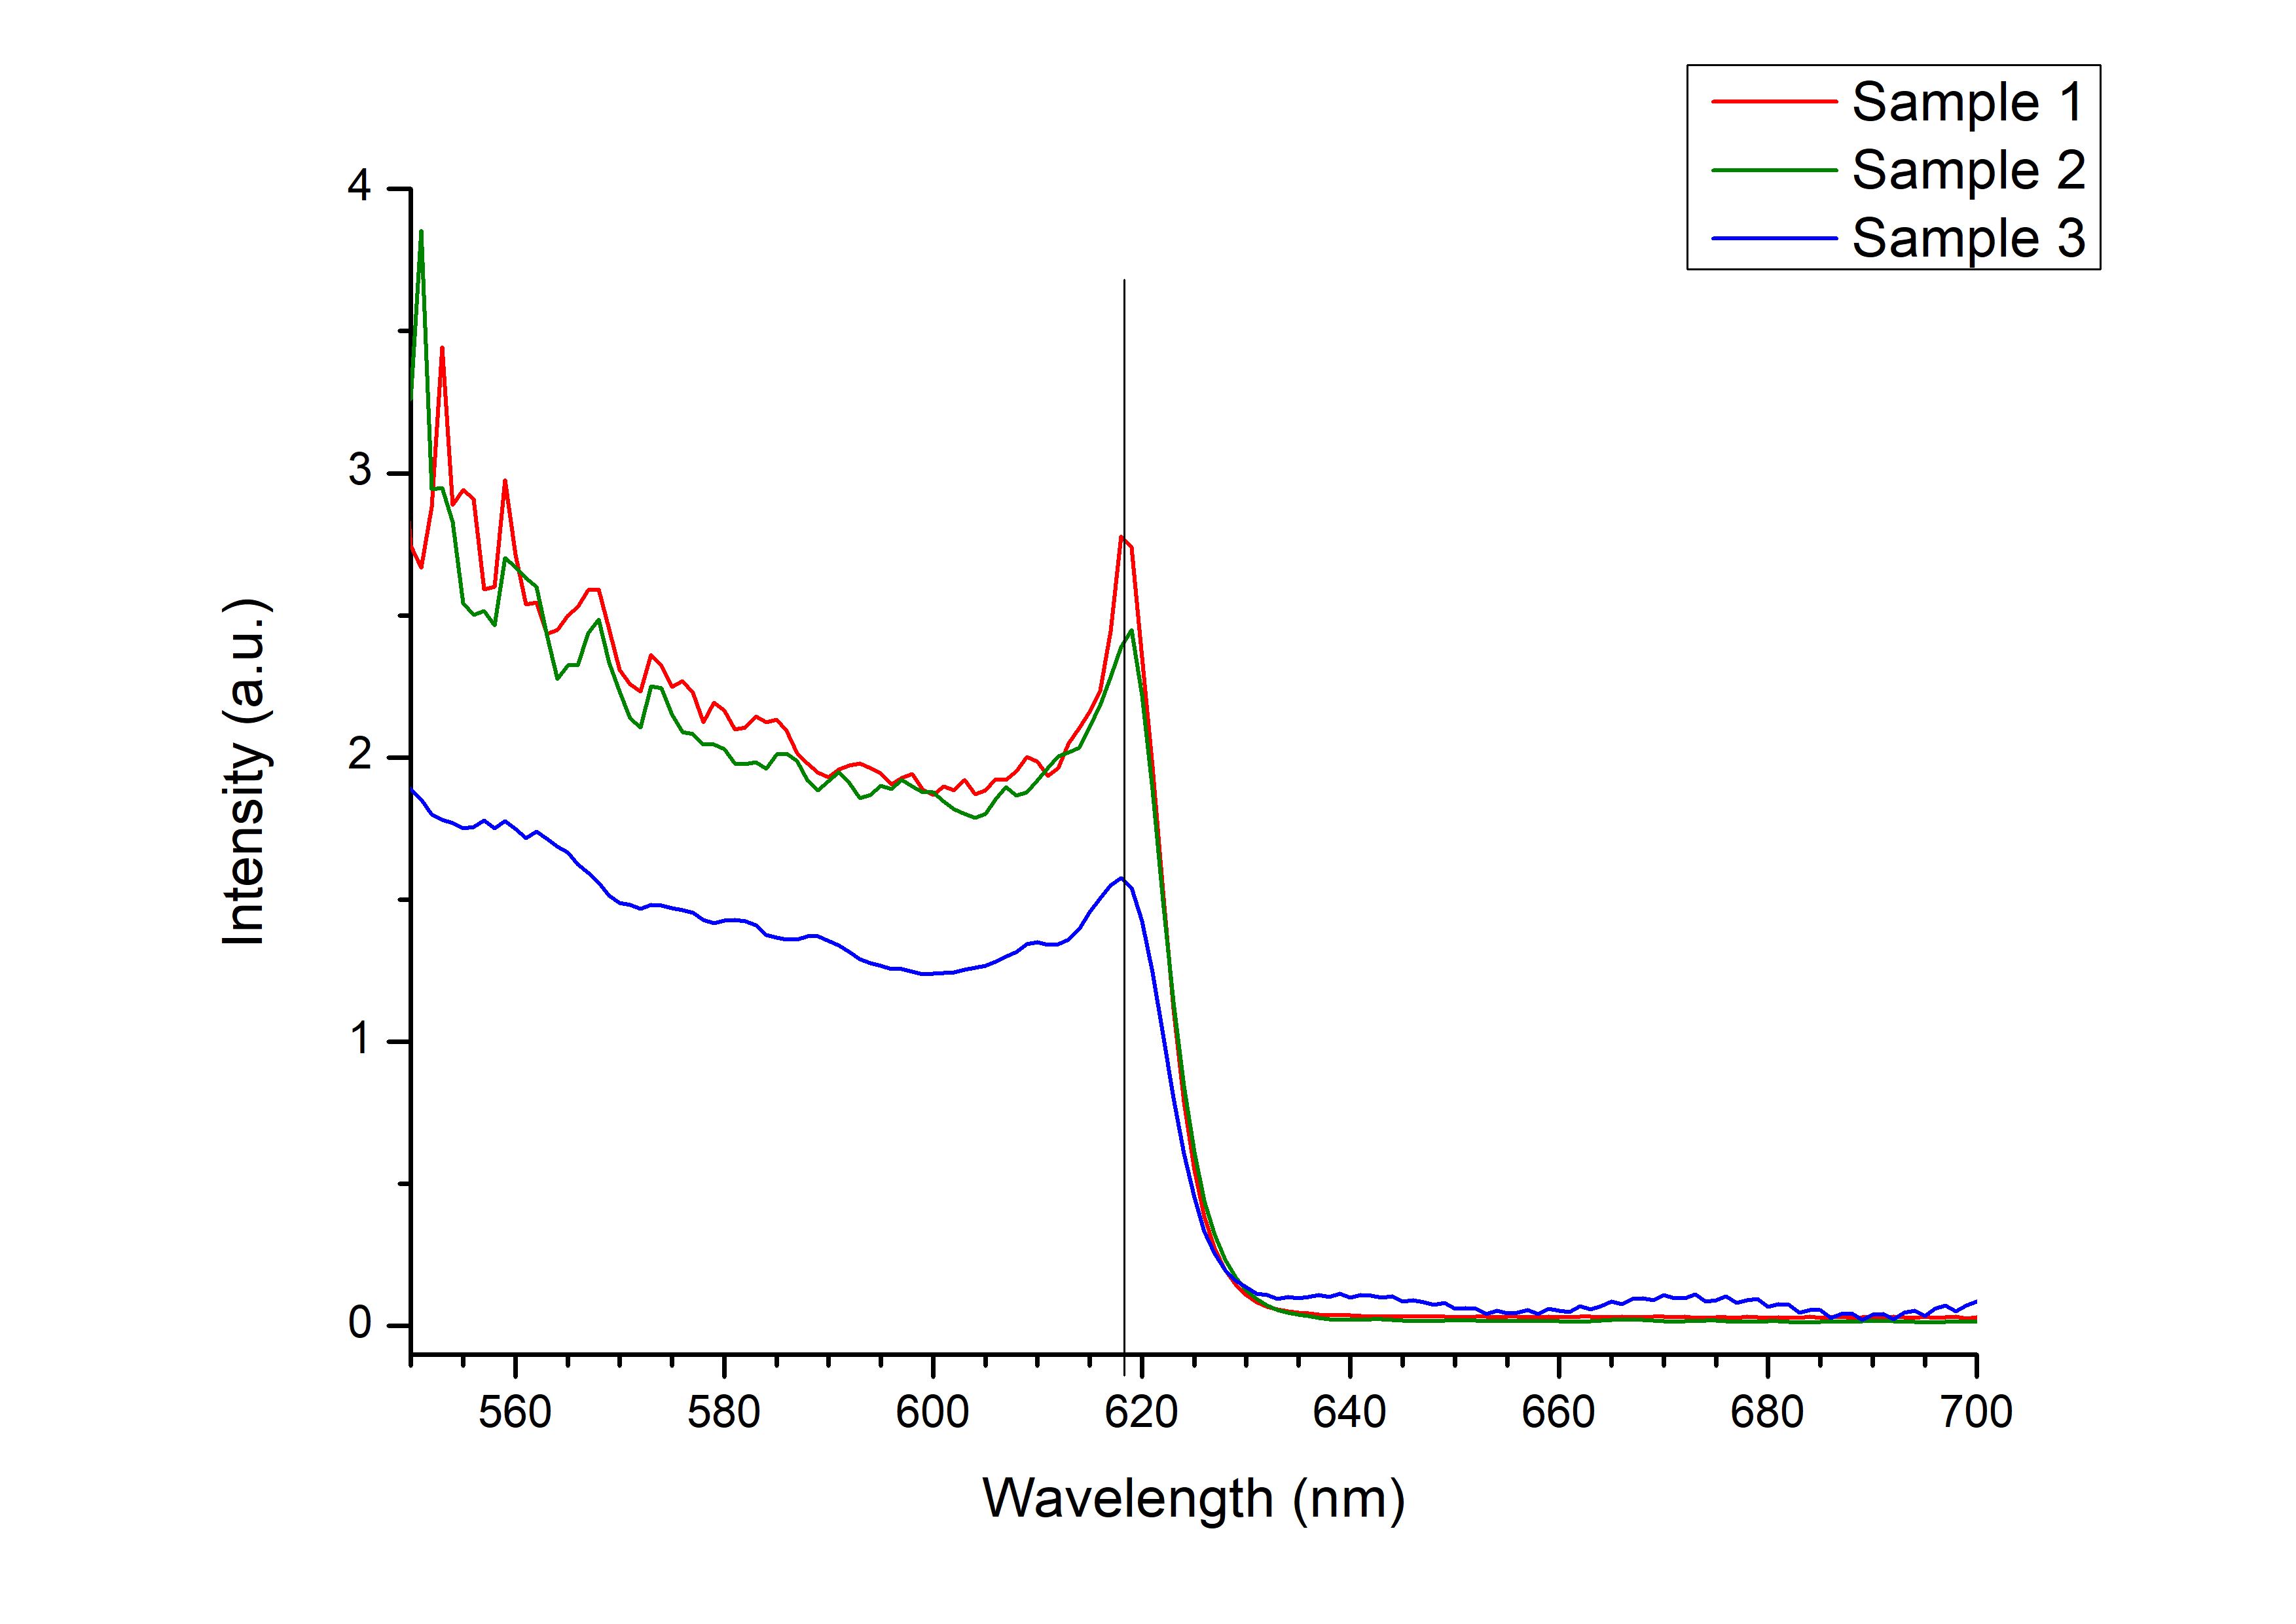 Sample 1
Sample 2
Sample 3
4
3
2
1
0
Intensity (a.u.)
560 580 600 620 640 660 680 700
Wavelength (nm)